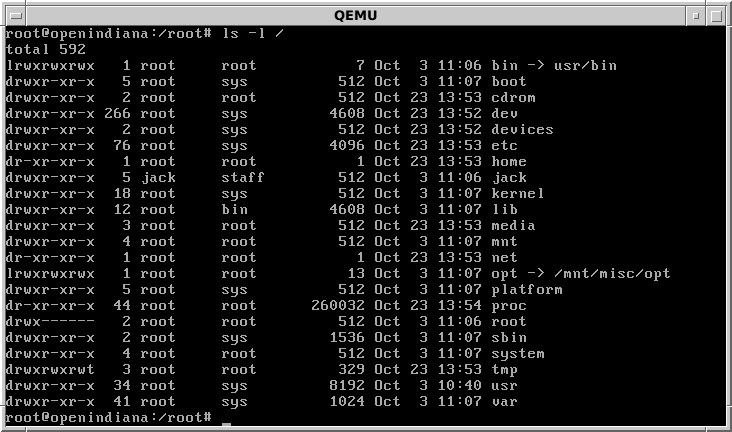 QEMU
root@openindiana:/root# ls -l /
total 592
lrwxrwxrwx   1 root     root           7 Oct  3 11:06 bin -> usr/bin
drwxr-xr-x   5 root     sys          512 Oct  3 11:07 boot
drwxr-xr-x   2 root     root         512 Oct 23 13:53 cdrom
drwxr-xr-x 266 root     sys         4608 Oct 23 13:52 dev
drwxr-xr-x   2 root     sys          512 Oct 23 13:52 devices
drwxr-xr-x  76 root     sys         4096 Oct 23 13:53 etc
dr-xr-xr-x   1 root     root           1 Oct 23 13:53 home
drwxr-xr-x   5 jack     staff        512 Oct  3 11:06 jack
drwxr-xr-x  18 root     sys          512 Oct  3 11:07 kernel
drwxr-xr-x  12 root     bin         4608 Oct  3 11:07 lib
drwxr-xr-x   3 root     root         512 Oct 23 13:53 media
drwxr-xr-x   4 root     root         512 Oct  3 11:07 mnt
dr-xr-xr-x   1 root     root           1 Oct 23 13:53 net
lrwxrwxrwx   1 root     root          13 Oct  3 11:07 opt -> /mnt/misc/opt
drwxr-xr-x   5 root     sys          512 Oct  3 11:07 platform
dr-xr-xr-x  44 root     root      260032 Oct 23 13:54 proc
drwx------   2 root     root         512 Oct  3 11:06 root
drwxr-xr-x   2 root     sys         1536 Oct  3 11:07 sbin
drwxr-xr-x   4 root     root         512 Oct  3 11:07 system
drwxrwxrwt   3 root     root         329 Oct 23 13:53 tmp
drwxr-xr-x  34 root     sys         8192 Oct  3 10:40 usr
drwxr-xr-x  41 root     sys         1024 Oct  3 11:07 var
root@openindiana:/root# _